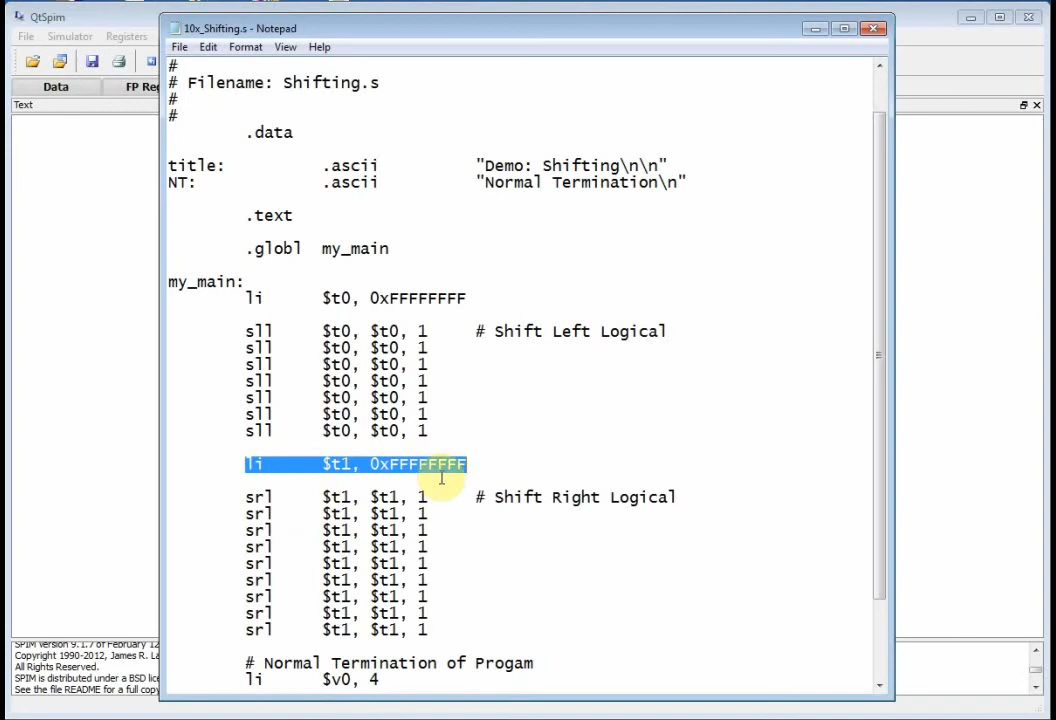 QtSpim
File Simulator Registers
Data FP Reg
Text
10x_Shifting.s - Notepad
File Edit Format View Help
#
# Filename: Shifting.s
#
#
.data
title: .ascii "Demo: Shifting\n\n"
NT: .ascii "Normal Termination\n"
.text
.globl my_main
my_main:
li $t0, 0xFFFFFFFF
sll $t0, $t0, 1 # Shift Left Logical
sll $t0, $t0, 1
sll $t0, $t0, 1
sll $t0, $t0, 1
sll $t0, $t0, 1
sll $t0, $t0, 1
sll $t0, $t0, 1
li $t1, 0xFFFFFFFF
srl $t1, $t1, 1 # Shift Right Logical
srl $t1, $t1, 1
srl $t1, $t1, 1
srl $t1, $t1, 1
srl $t1, $t1, 1
srl $t1, $t1, 1
srl $t1, $t1, 1
srl $t1, $t1, 1
srl $t1, $t1, 1
# Normal Termination of Progam
li $v0, 4
SPIM Version 9.1.7 of February 12
Copyright 1990-2012, James R. La
All Rights Reserved.
SPIM is distributed under a BSD lice
See the file README for a full copy